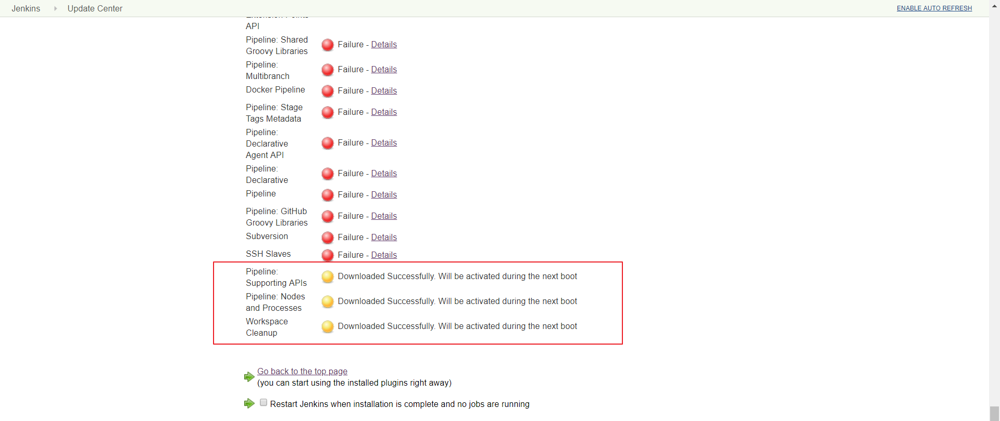 Jenkins Update Center ENABLE AUTO REFRESH
Extension Points
API
Pipeline: Shared
Groovy Libraries
Failure - Details
Pipeline:
Multibranch
Failure - Details
Docker Pipeline
Failure - Details
Pipeline: Stage
Tags Metadata
Failure - Details
Pipeline:
Declarative
Agent API
Failure - Details
Pipeline:
Declarative
Failure - Details
Pipeline
Failure - Details
Pipeline: GitHub
Groovy Libraries
Failure - Details
Subversion
Failure - Details
SSH Slaves
Failure - Details
Pipeline:
Supporting APIs
Downloaded Successfully. Will be activated during the next boot
Pipeline: Nodes
and Processes
Downloaded Successfully. Will be activated during the next boot
Workspace
Cleanup
Downloaded Successfully. Will be activated during the next boot
Go back to the top page
(you can start using the installed plugins right away)
Restart Jenkins when installation is complete and no jobs are running